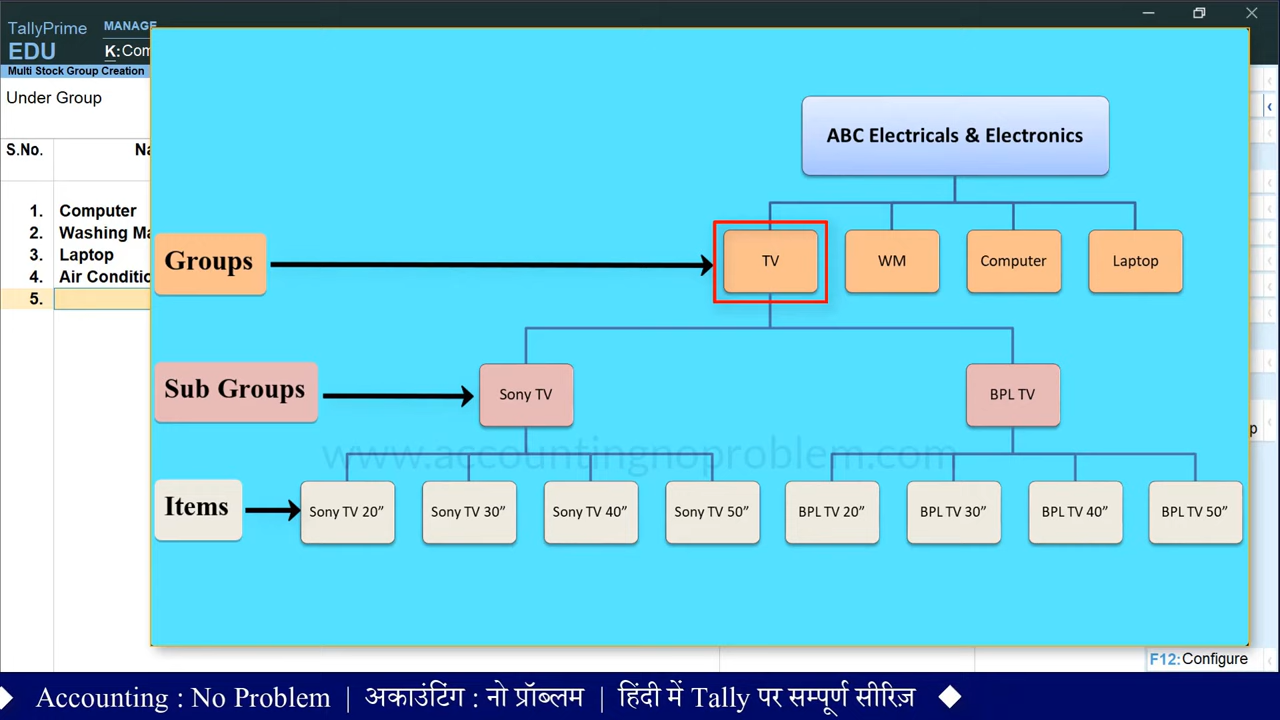 TallyPrime
EDU
MANAGE
K: Com
Multi Stock Group Creation
Under Group
S.No.
Na
1. Computer
2. Washing Ma
3. Laptop
4. Air Conditio
5.
ABC Electricals & Electronics
Groups
TV
WM
Computer
Laptop
Sub Groups
Sony TV
BPL TV
www.accountingnoproblem.com
Items
Sony TV 20”
Sony TV 30”
Sony TV 40”
Sony TV 50”
BPL TV 20”
BPL TV 30”
BPL TV 40”
BPL TV 50”
p
F12: Configure
Accounting : No Problem | अकाउंटिंग : नो प्रॉब्लम | हिंदी में Tally पर सम्पूर्ण सीरिज़